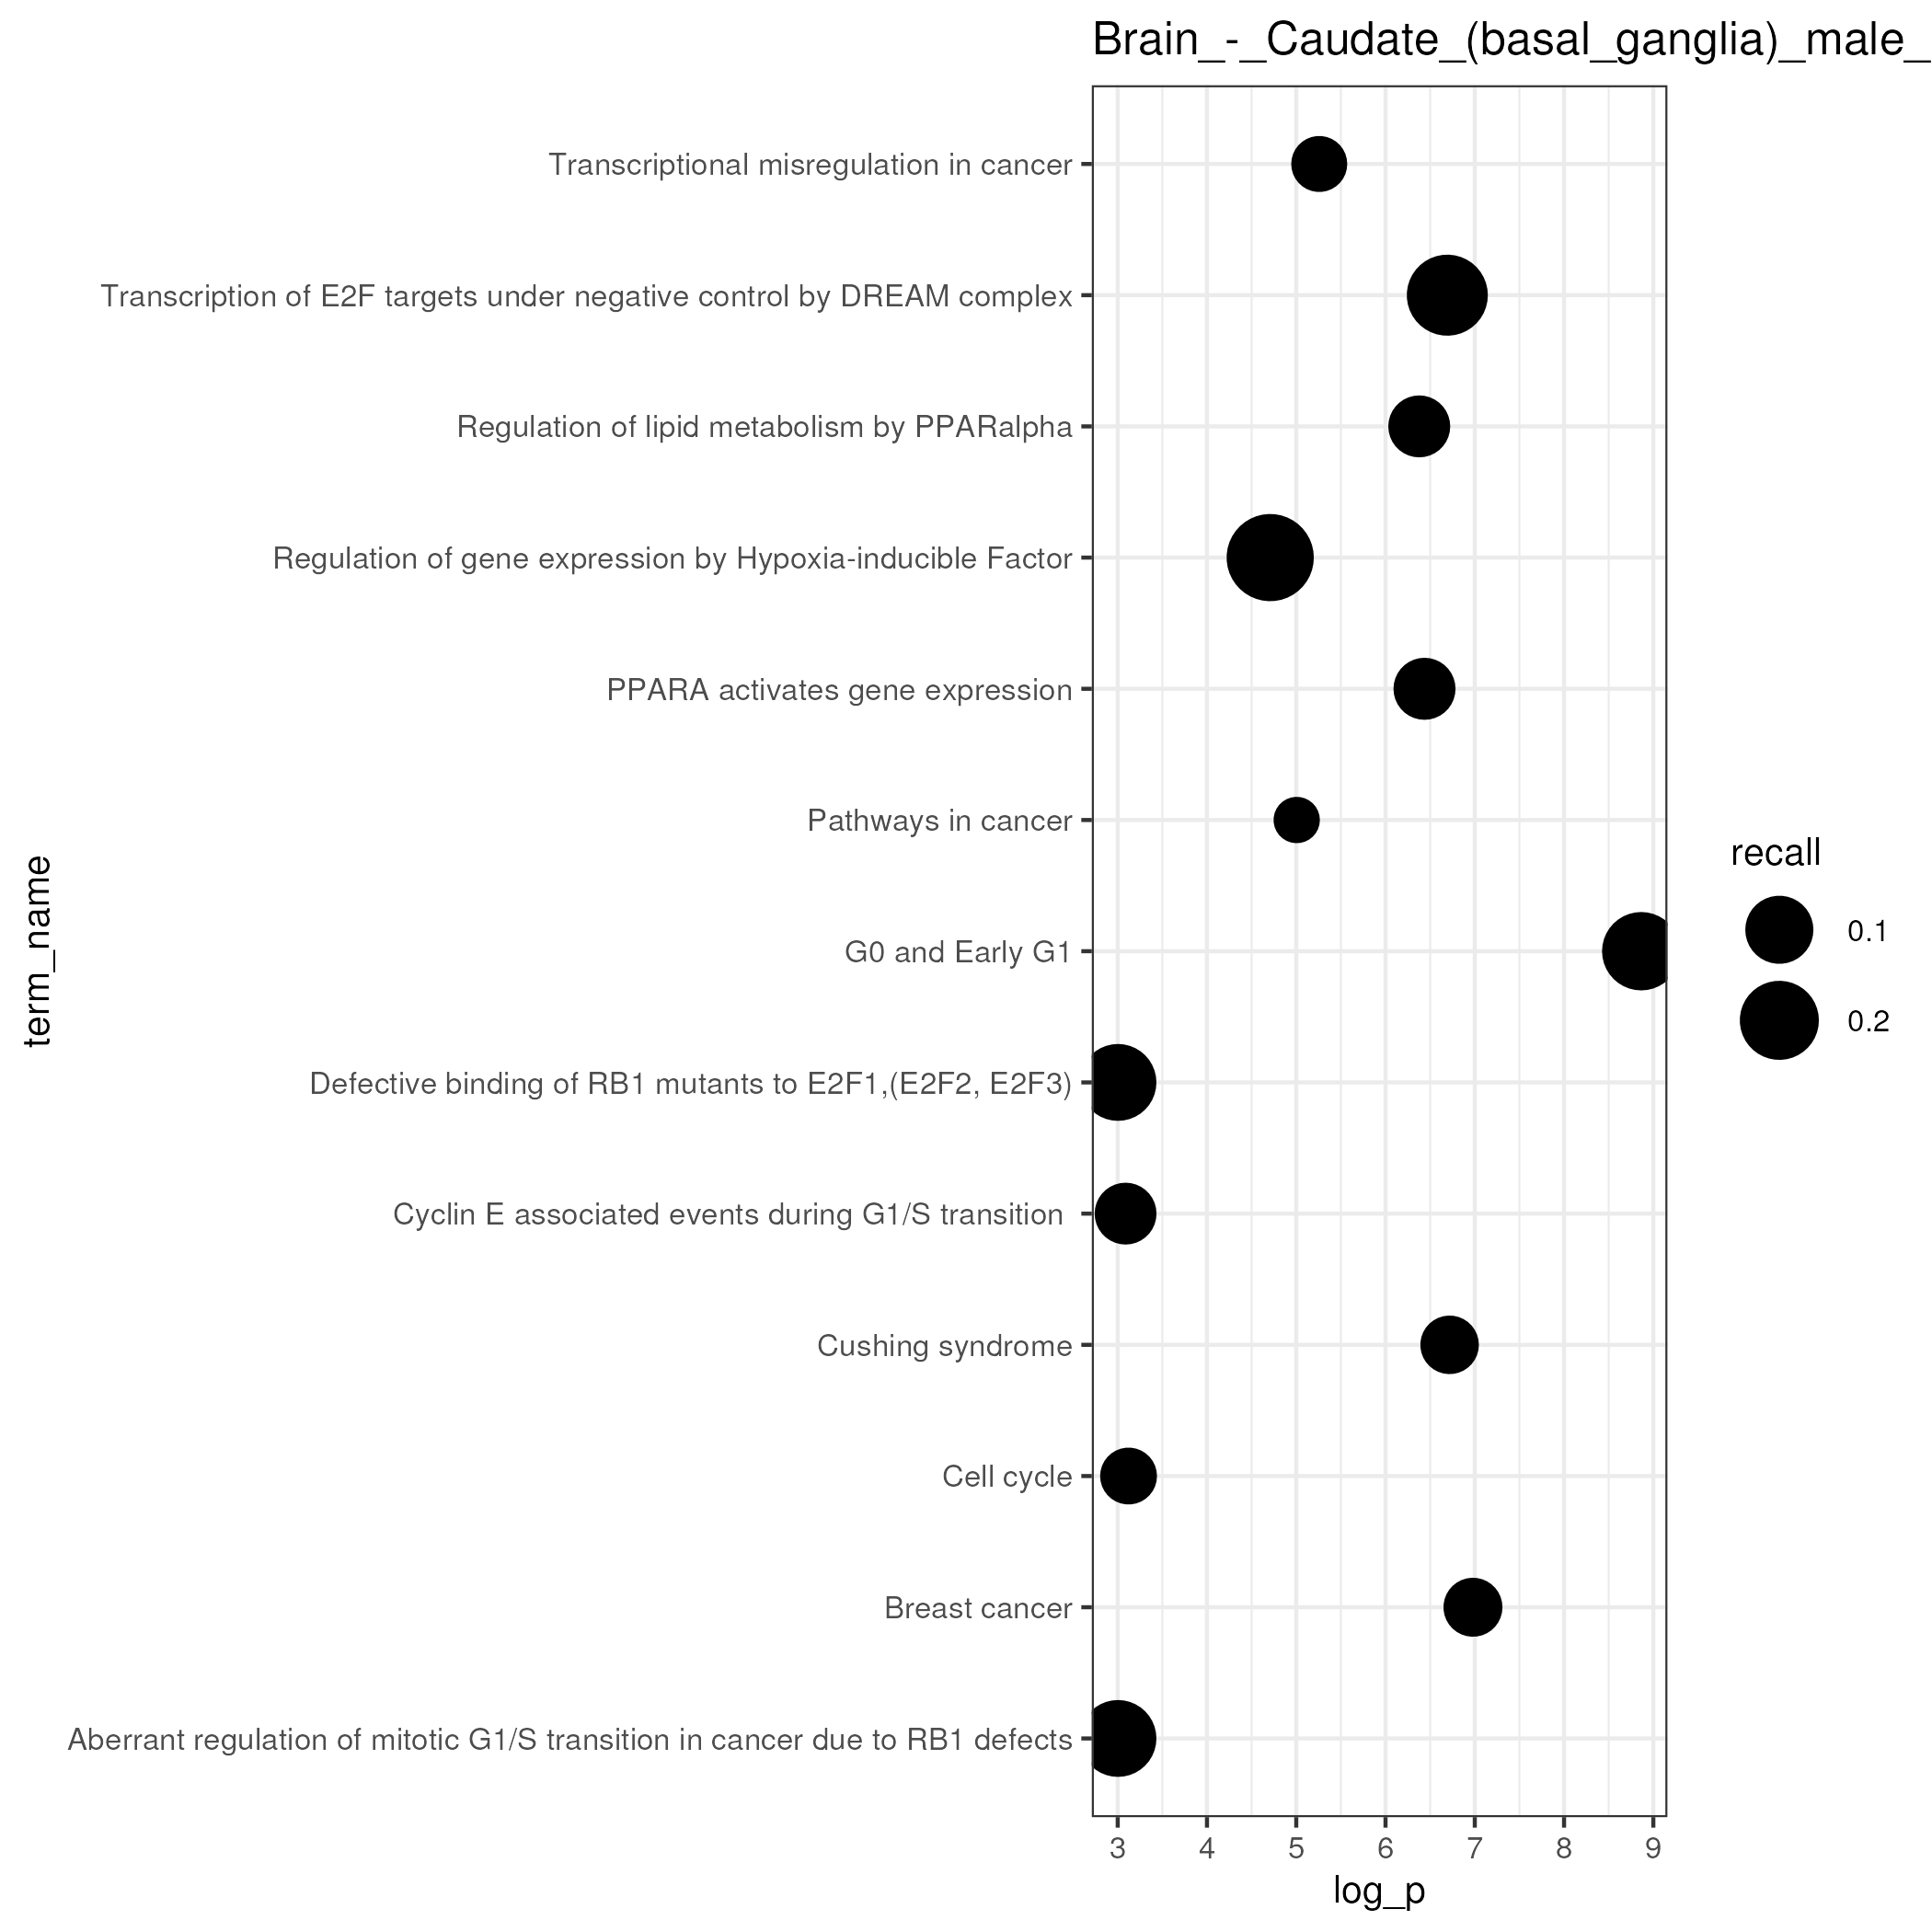 Brain_-_Caudate_(basal_ganglia)_male_
Transcriptional misregulation in cancer
Transcription of E2F targets under negative control by DREAM complex
Regulation of lipid metabolism by PPARalpha
Regulation of gene expression by Hypoxia-inducible Factor
PPARA activates gene expression
Pathways in cancer
G0 and Early G1
Defective binding of RB1 mutants to E2F1,(E2F2, E2F3)
Cyclin E associated events during G1/S transition
Cushing syndrome
Cell cycle
Breast cancer
Aberrant regulation of mitotic G1/S transition in cancer due to RB1 defects
term_name
3 4 5 6 7 8 9
log_p
recall
0.1
0.2